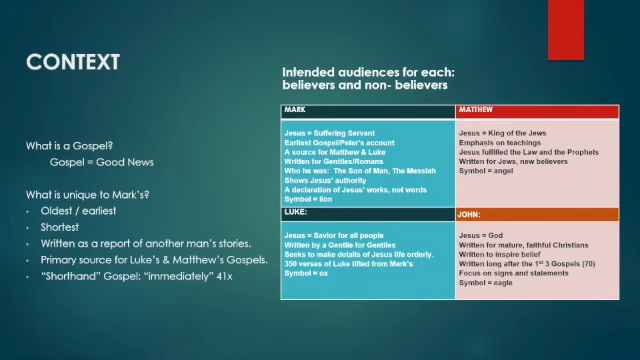 CONTEXT
What is a Gospel?
Gospel = Good News
What is unique to Mark's?
• Oldest / earliest
• Shortest
• Written as a report of another man's stories.
• Primary source for Luke's & Matthew's Gospels.
• "Shorthand" Gospel: "immediately" 41x
Intended audiences for each:
believers and non- believers
MARK
Jesus = Suffering Servant
Earliest Gospel/Peter's account
A source for Matthew & Luke
Written for Gentiles/Romans
Who he was: The Son of Man, The Messiah
Shows Jesus' authority
A declaration of Jesus' works, not words
Symbol = lion
MATTHEW
Jesus = King of the Jews
Emphasis on teachings
Jesus fulfilled the Law and the Prophets
Written for Jews, new believers
Symbol = angel
LUKE:
Jesus = Savior for all people
Written by a Gentile for Gentiles
Seeks to make details of Jesus life orderly.
350 verses of Luke lifted from Mark's
Symbol = ox
JOHN:
Jesus = God
Written for mature, faithful Christians
Written to inspire belief
Written long after the 1st 3 Gospels (70)
Focus on signs and statements
Symbol = eagle